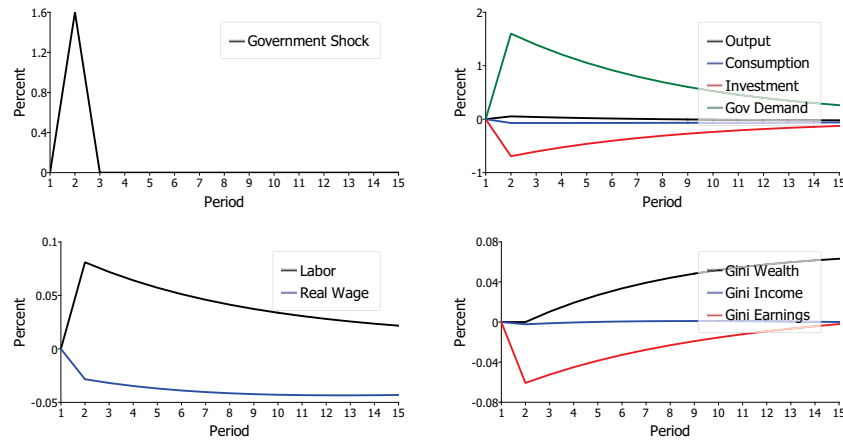 1.6
1.2
0.8
0.4
0
Percent
Government Shock
1 2 3 4 5 6 7 8 9 10 11 12 13 14 15
Period
2
1
0
-1
Percent
Output
Consumption
Investment
Gov Demand
1 2 3 4 5 6 7 8 9 10 11 12 13 14 15
Period
0.1
0.05
0
-0.05
Percent
Labor
Real Wage
1 2 3 4 5 6 7 8 9 10 11 12 13 14 15
Period
0.08
0.04
0
-0.04
-0.08
Percent
Gini Wealth
Gini Income
Gini Earnings
1 2 3 4 5 6 7 8 9 10 11 12 13 14 15
Period